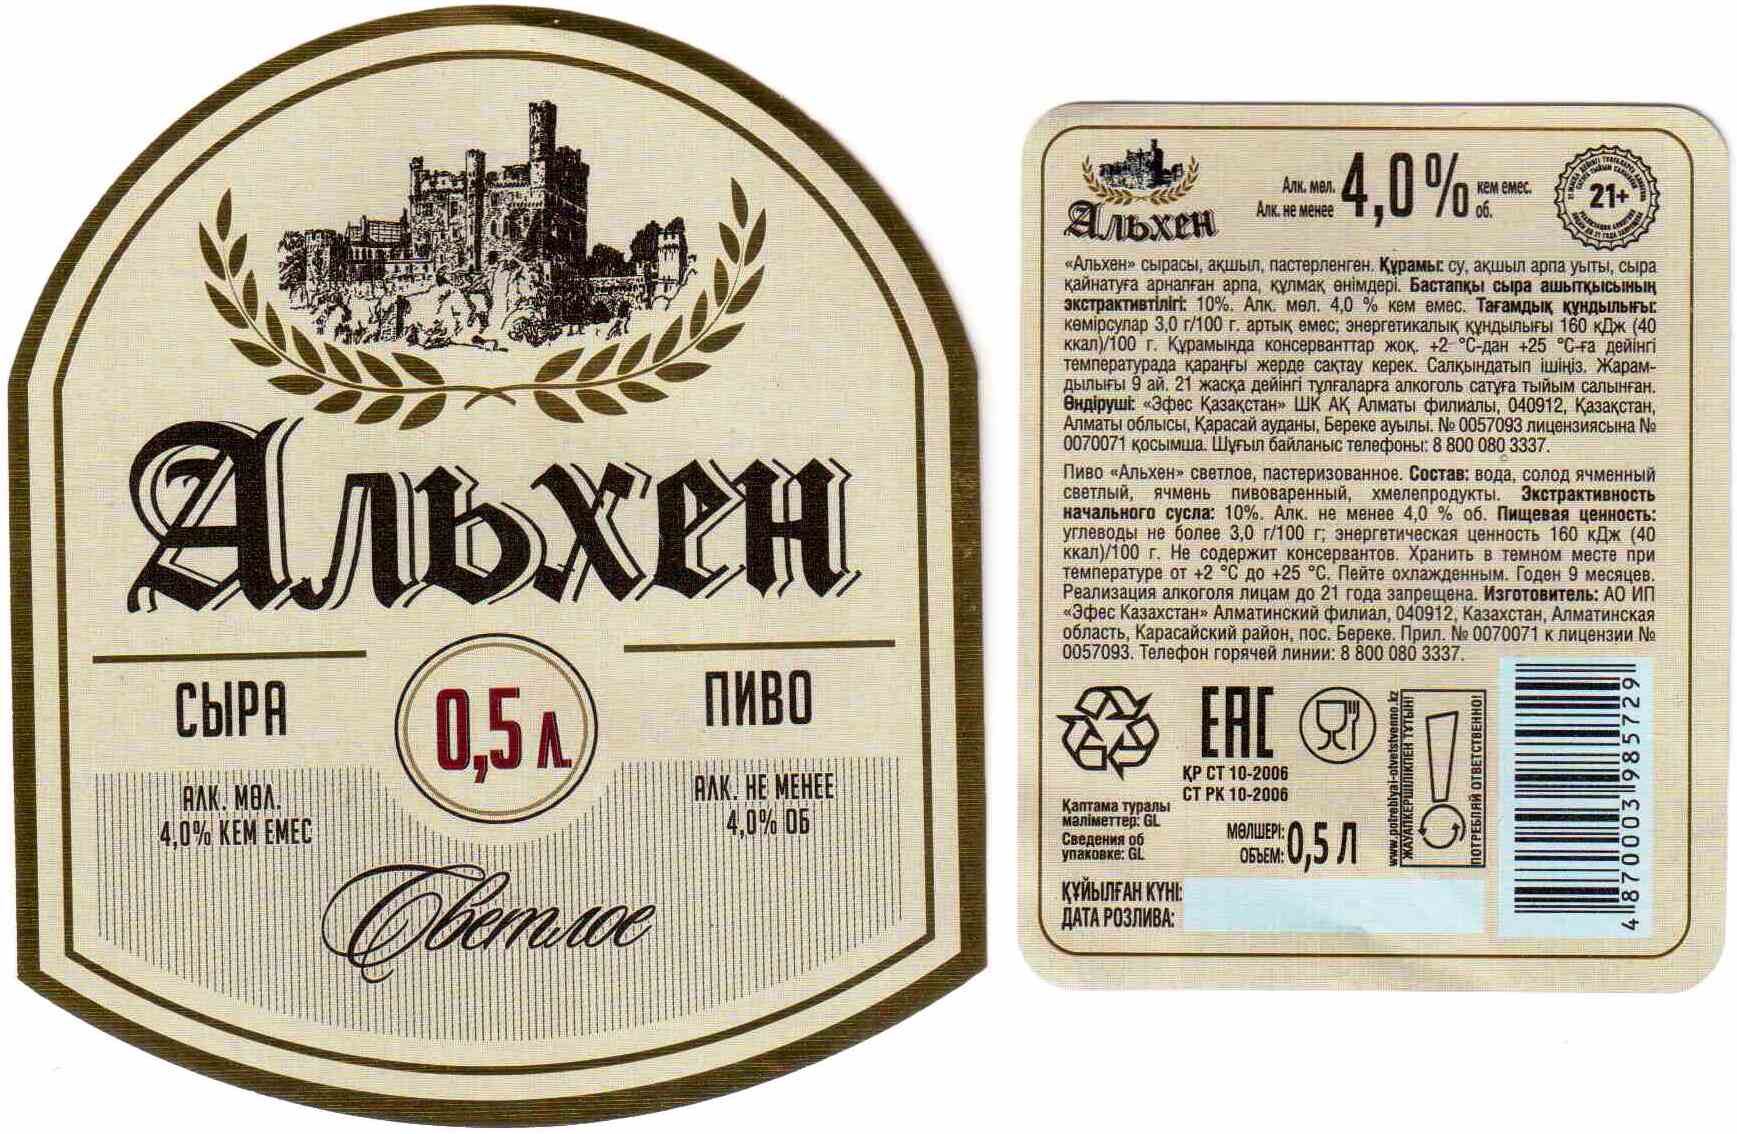 Альхен
СЫРА
0,5 Л.
ПИВО
АЛК. МӨЛ.
4,0% КЕМ ЕМЕС
АЛК. НЕ МЕНЕЕ
4,0% ОБ
Светлое
Альхен
Алк. мөл.
Алк. не менее
4,0%
кем емес.
об.
21+
«Альхен» сырасы, ақшыл, пастерленген. Құрамы: су, ақшыл арпа уыты, сыра
қайнатуға арналған арпа, құлмақ өнімдері. Бастапқы сыра ашытқысының
экстрактивтілігі: 10%. Алк. мөл. 4,0 % кем емес. Тағамдық құндылығы:
көмірсулар 3,0 г/100 г. артық емес; энергетикалық құндылығы 160 кДж (40
ккал)/100 г. Құрамында консерванттар жоқ. +2 °С-дан +25 °С-ға дейінгі
температурада қараңғы жерде сақтау керек. Салқындатып ішіңіз. Жарам-
дылығы 9 ай. 21 жасқа дейінгі тұлғаларға алкоголь сатуға тыйым салынған.
Өндіруші: «Эфес Қазақстан» ШК АҚ Алматы филиалы, 040912, Қазақстан,
Алматы облысы, Қарасай ауданы, Береке ауылы. № 0057093 лицензиясына №
0070071 қосымша. Шұғыл байланыс телефоны: 8 800 080 3337.
Пиво «Альхен» светлое, пастеризованное. Состав: вода, солод ячменный
светлый, ячмень пивоваренный, хмелепродукты. Экстрактивность
начального сусла: 10%. Алк. не менее 4,0 % об. Пищевая ценность:
углеводы не более 3,0 г/100 г; энергетическая ценность 160 кДж (40
ккал)/100 г. Не содержит консервантов. Хранить в темном месте при
температуре от +2 °С до +25 °С. Пейте охлажденным. Годен 9 месяцев.
Реализация алкоголя лицам до 21 года запрещена. Изготовитель: АО ИП
«Эфес Казахстан» Алматинский филиал, 040912, Казахстан, Алматинская
область, Карасайский район, пос. Береке. Прил. № 0070071 к лицензии №
0057093. Телефон горячей линии: 8 800 080 3337.
EAC
ҚР СТ 10-2006
СТ РК 10-2006
Қаптама туралы
мәліметтер: GL
Сведения об
упаковке: GL
МӨЛШЕРІ:
ОБЪЕМ:
0,5 Л
www.potreblyai-otvetstvenno.kz
ЖАУАПКЕРШІЛІКПЕН ТҰТЫН!
ПОТРЕБЛЯЙ ОТВЕТСТВЕННО!
ҚҰЙЫЛҒАН КҮНІ:
ДАТА РОЗЛИВА:
4 870003 985729